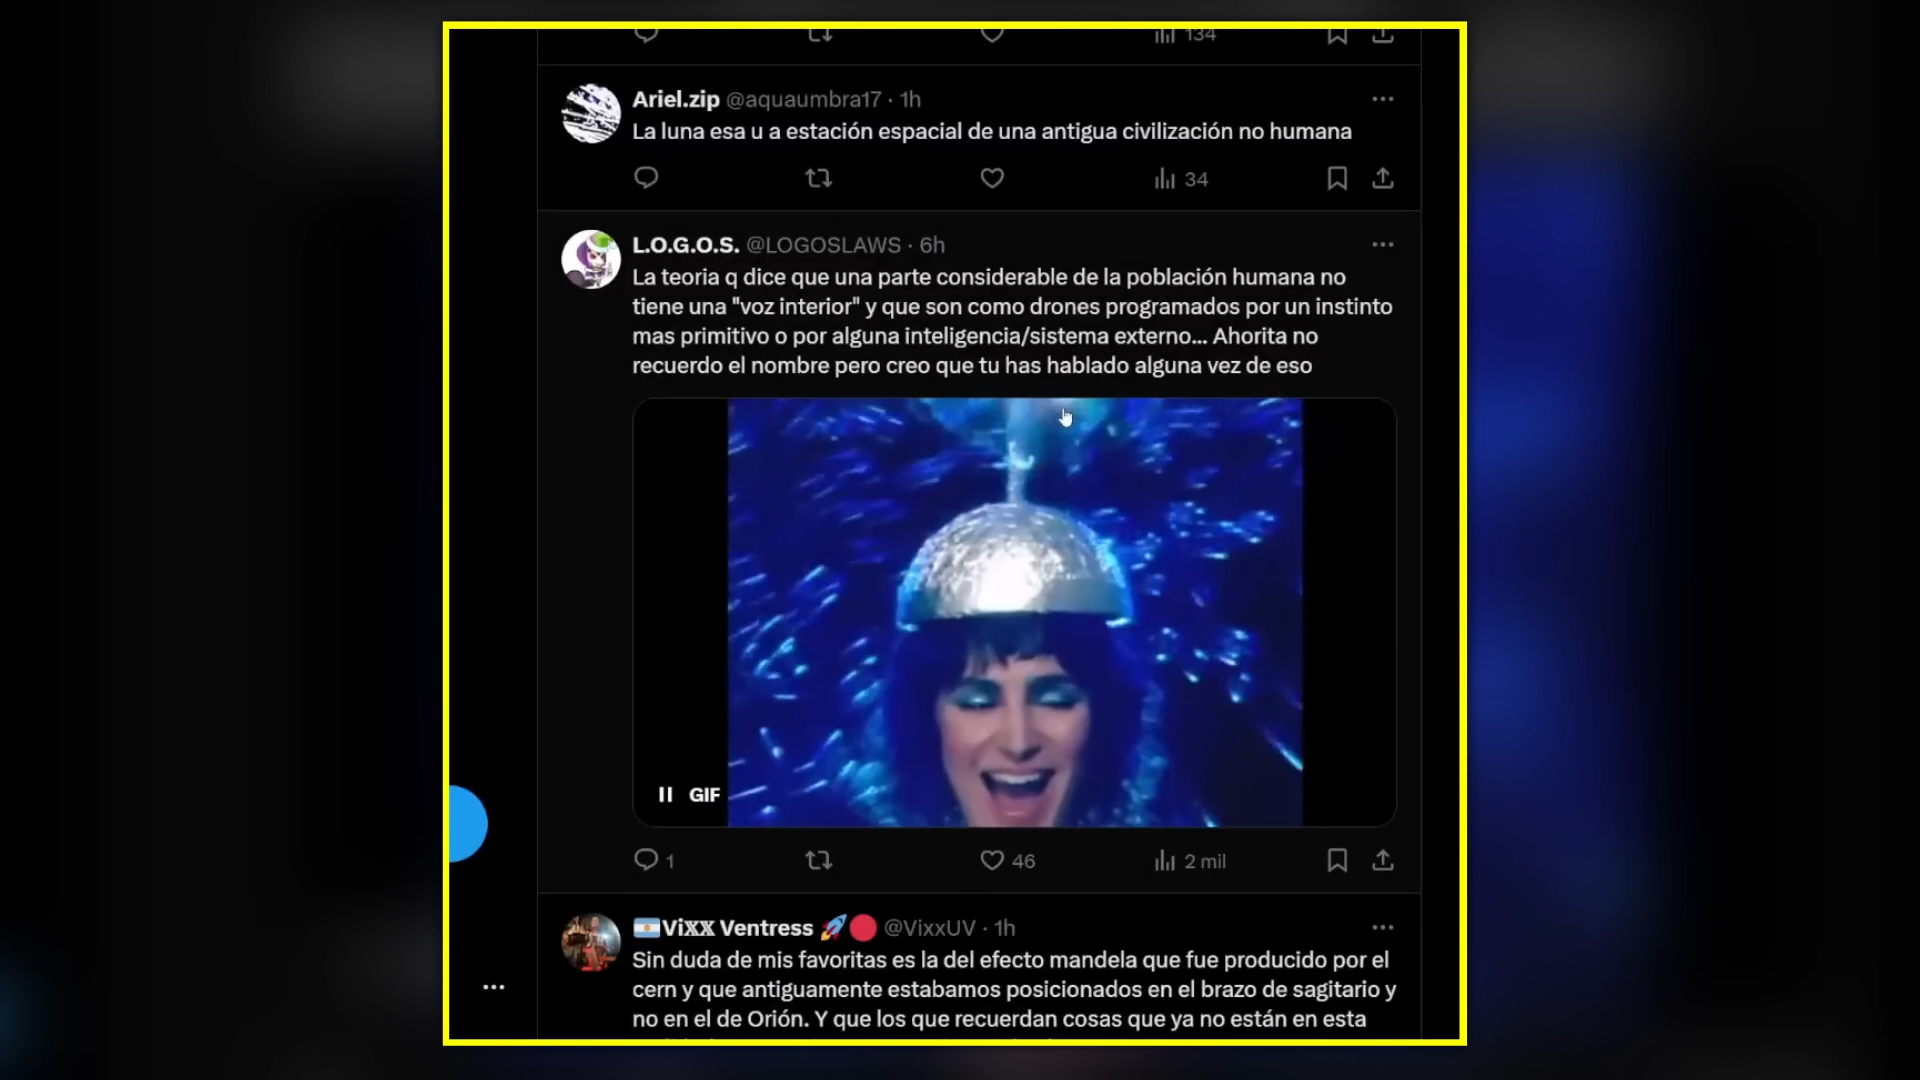 134
Ariel.zip @aquaumbra17 · 1h
La luna esa u a estación espacial de una antigua civilización no humana
34
L.O.G.O.S. @LOGOSLAWS · 6h
La teoria q dice que una parte considerable de la población humana no
tiene una "voz interior" y que son como drones programados por un instinto
mas primitivo o por alguna inteligencia/sistema externo... Ahorita no
recuerdo el nombre pero creo que tu has hablado alguna vez de eso
GIF
1 46 2 mil
Vi𝕏𝕏 Ventress @VixxUV · 1h
Sin duda de mis favoritas es la del efecto mandela que fue producido por el
cern y que antiguamente estabamos posicionados en el brazo de sagitario y
no en el de Orión. Y que los que recuerdan cosas que ya no están en esta